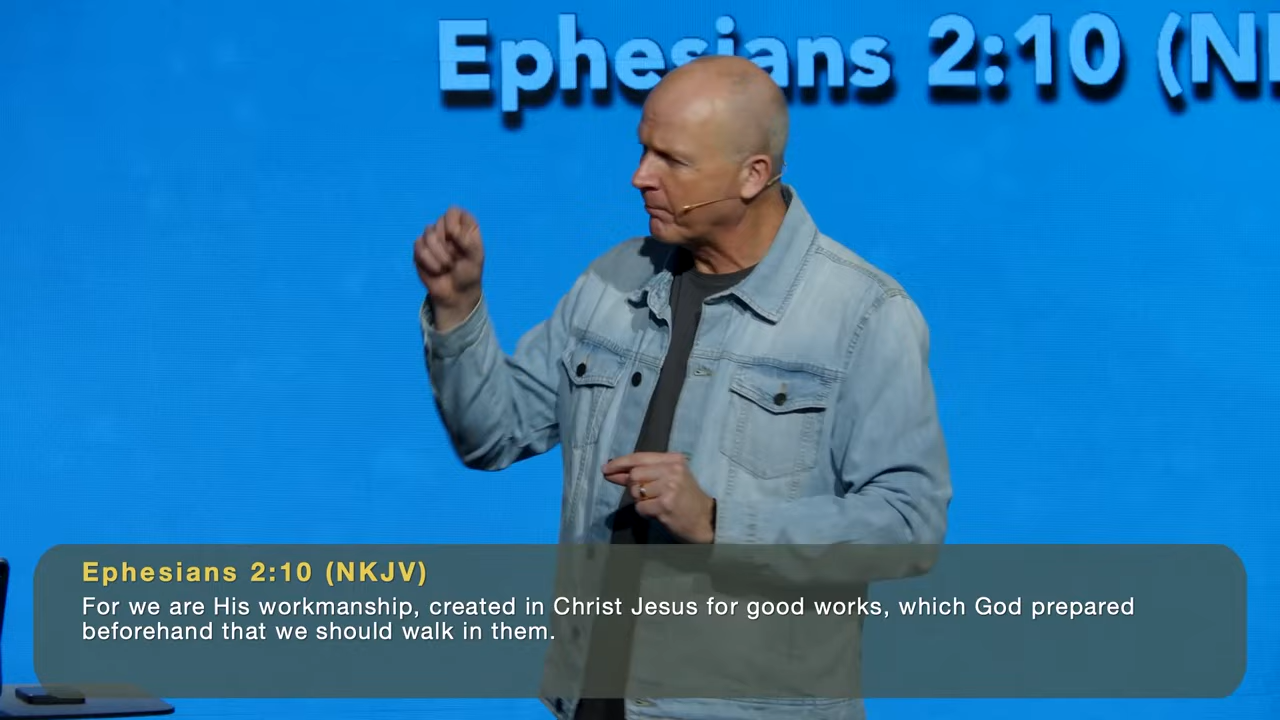 Ephesians 2:10 (N
Ephesians 2:10 (NKJV)
For we are His workmanship, created in Christ Jesus for good works, which God prepared
beforehand that we should walk in them.